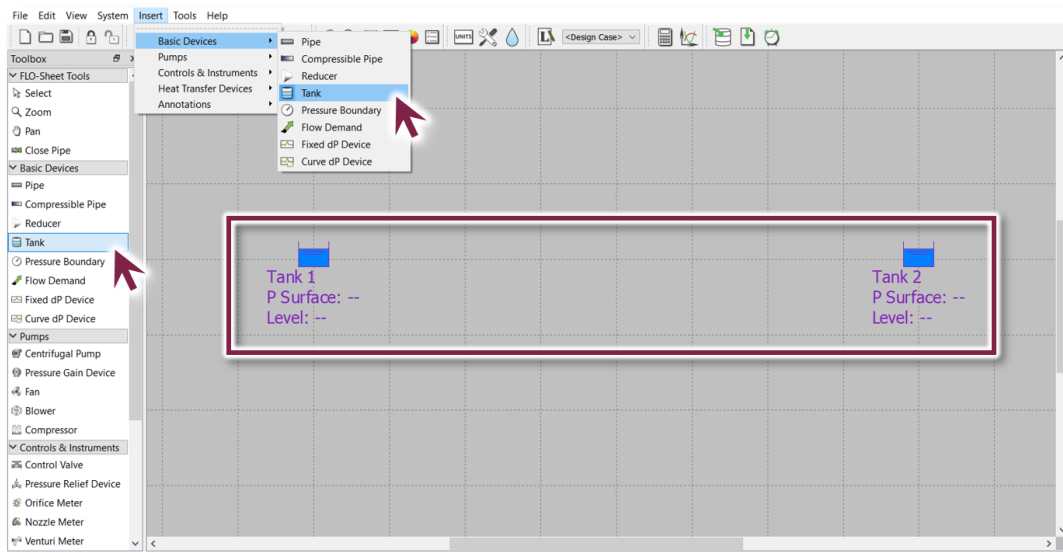 File Edit View System Insert Tools Help
UNITS
<Design Case>
Toolbox
FLO-Sheet Tools
Select
Zoom
Pan
Close Pipe
Basic Devices
Pipe
Compressible Pipe
Reducer
Tank
Pressure Boundary
Flow Demand
Fixed dP Device
Curve dP Device
Pumps
Centrifugal Pump
Pressure Gain Device
Fan
Blower
Compressor
Controls & Instruments
Control Valve
Pressure Relief Device
Orifice Meter
Nozzle Meter
Venturi Meter
Basic Devices
Pumps
Controls & Instruments
Heat Transfer Devices
Annotations
Pipe
Compressible Pipe
Reducer
Tank
Pressure Boundary
Flow Demand
Fixed dP Device
Curve dP Device
Tank 1
P Surface: --
Level: --
Tank 2
P Surface: --
Level: --